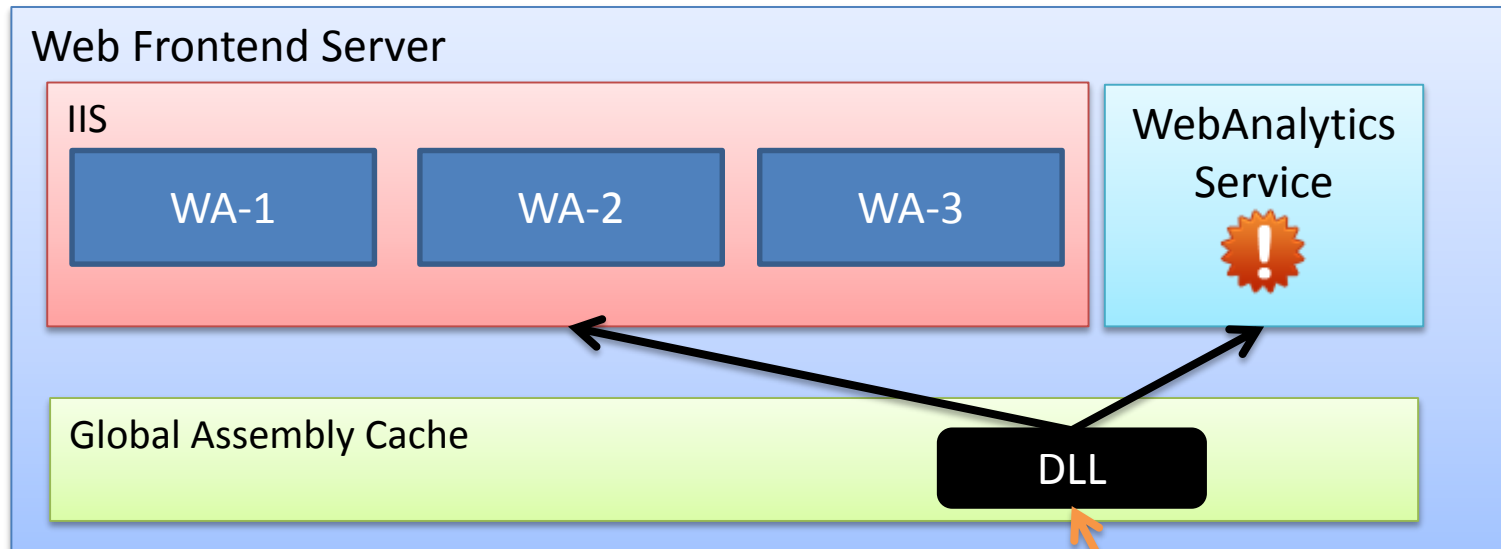 Web Frontend Server
IIS
WebAnalytics
Service
WA-1
WA-2
WA-3
!
Global Assembly Cache
DLL